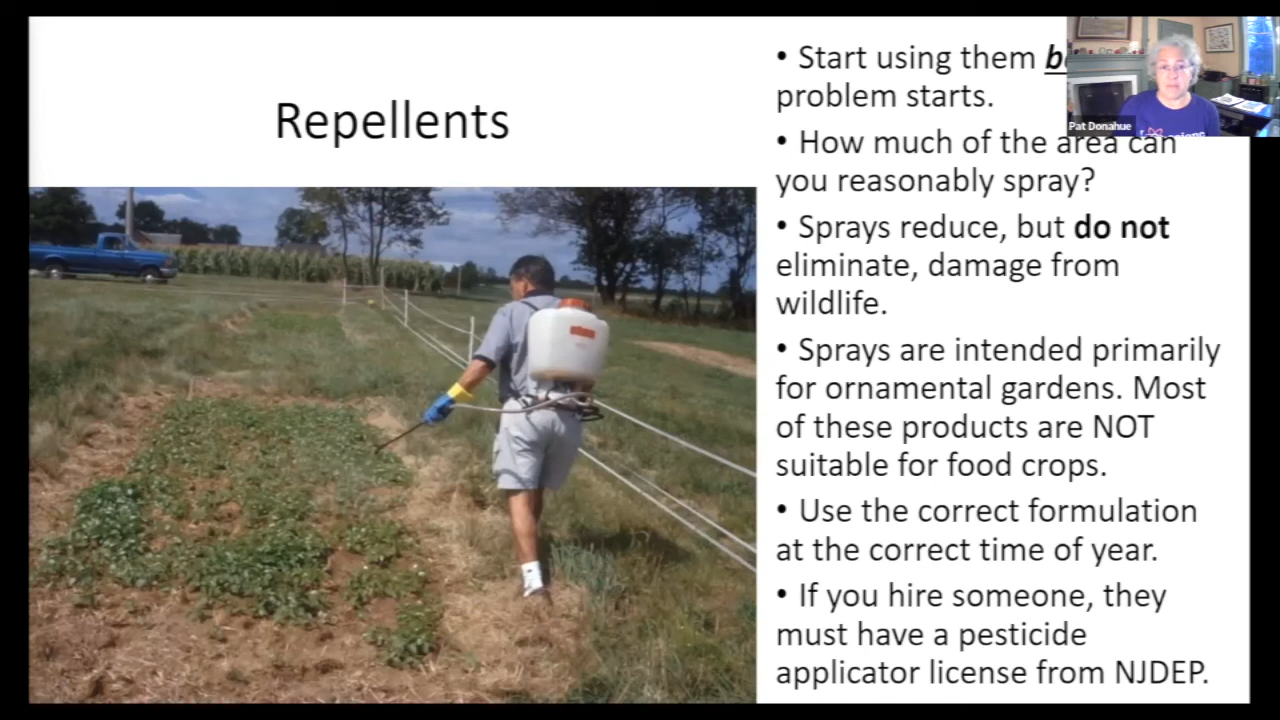 Repellents
• Start using them
problem starts.
• How much of the area can
you reasonably spray?
• Sprays reduce, but do not
eliminate, damage from
wildlife.
• Sprays are intended primarily
for ornamental gardens. Most
of these products are NOT
suitable for food crops.
• Use the correct formulation
at the correct time of year.
• If you hire someone, they
must have a pesticide
applicator license from NJDEP.
Pat Donahue